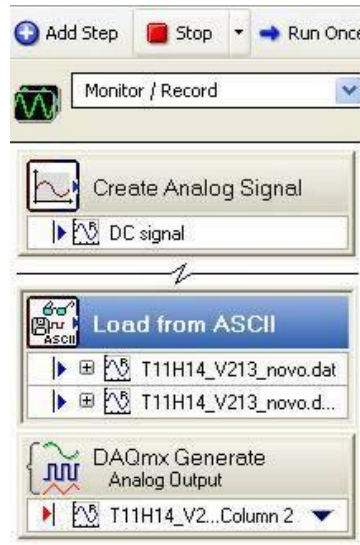 Add Step Stop Run Once
Monitor / Record
Create Analog Signal
DC signal
ASCII Load from ASCII
T11H14_V213_novo.dat
T11H14_V213_novo.d...
DAQmx Generate
Analog Output
T11H14_V2...Column 2